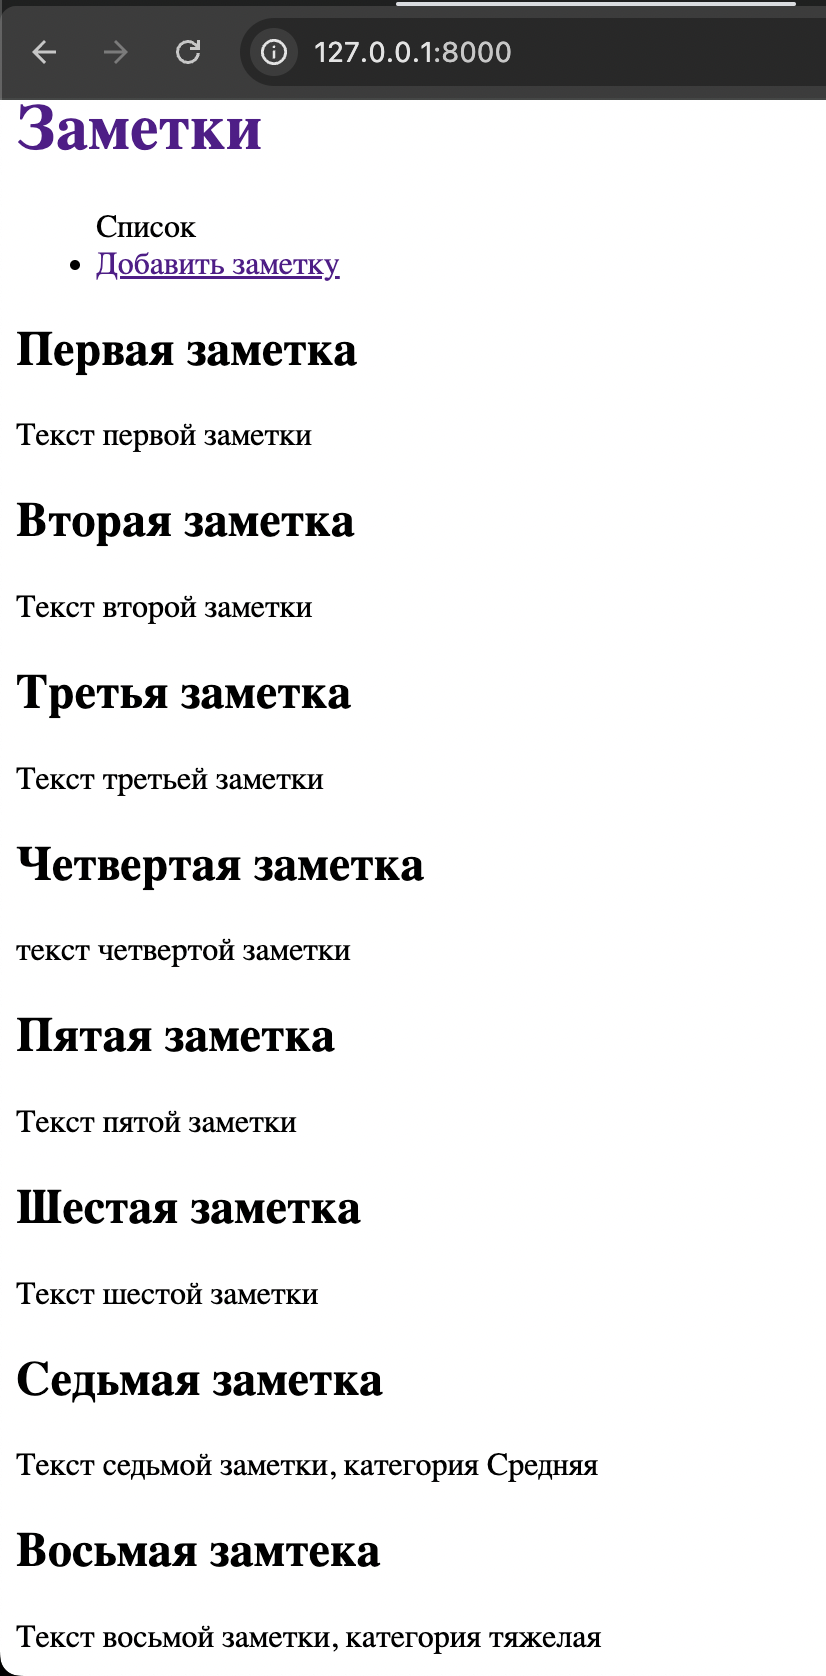 127.0.0.1:8000
Заметки
Список
Добавить заметку
Первая заметка
Текст первой заметки
Вторая заметка
Текст второй заметки
Третья заметка
Текст третьей заметки
Четвертая заметка
текст четвертой заметки
Пятая заметка
Текст пятой заметки
Шестая заметка
Текст шестой заметки
Седьмая заметка
Текст седьмой заметки, категория Средняя
Восьмая замтека
Текст восьмой заметки, категория тяжелая